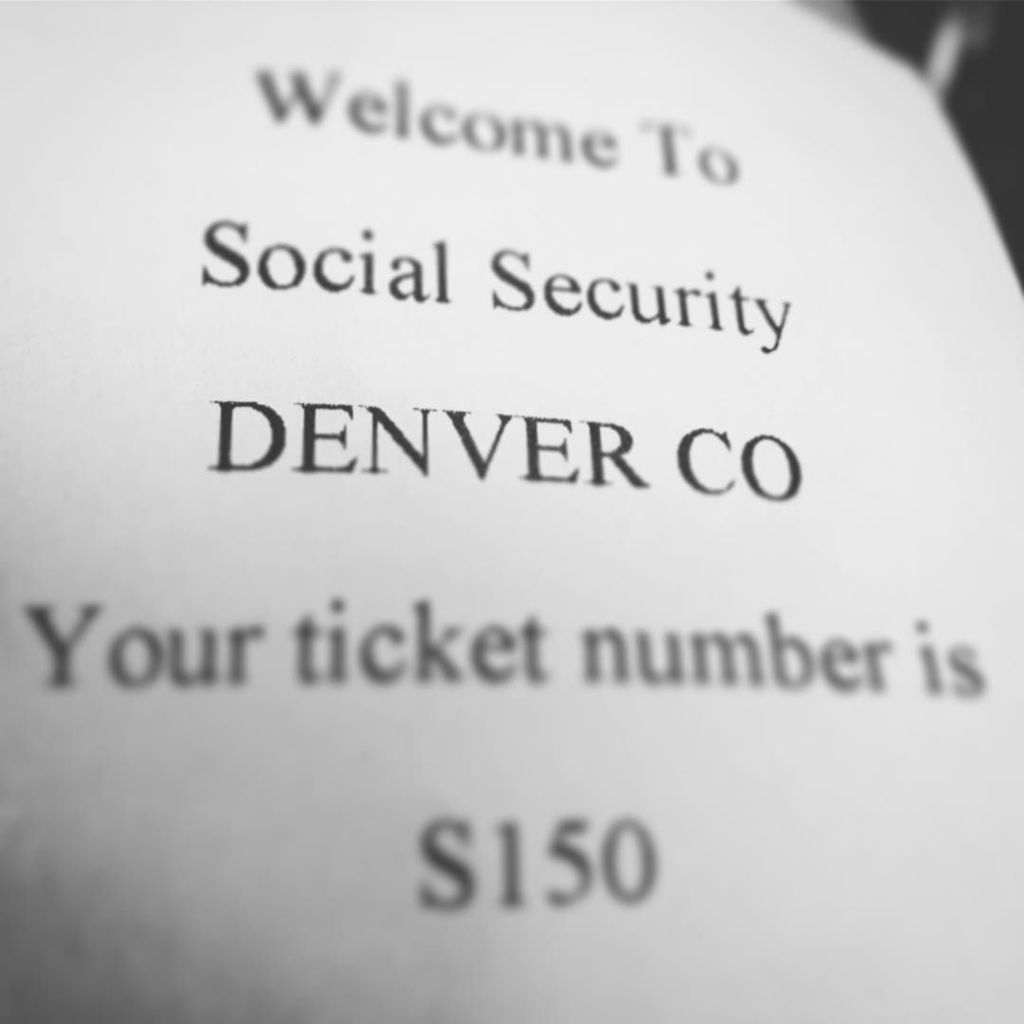 Welcome To
Social Security
DENVER CO
Your ticket number is
S150